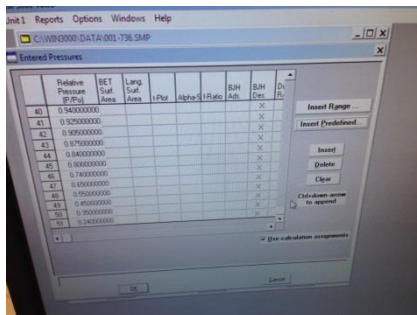 Unit 1 Reports Options Windows Help
C:\WIN3000\DATA\001-736.SMP
Entered Pressures
Relative Pressure (P/Po) BET Surf. Area Lang. Surf. Area t-Plot Alpha-S f-Ratio BJH Ads. BJH Des.
40 0.940000000 X
41 0.925000000 X
42 0.905000000 X
43 0.875000000 X
44 0.840000000 X
45 0.800000000 X
46 0.740000000 X
47 0.650000000 X
48 0.550000000 X
49 0.450000000 X
50 0.350000000 X
51 0.240000000
Insert Range ...
Insert Predefined...
Insert
Delete
Clear
Ctrl+down-arrow
to append
Use calculation assignments
OK
Cancel